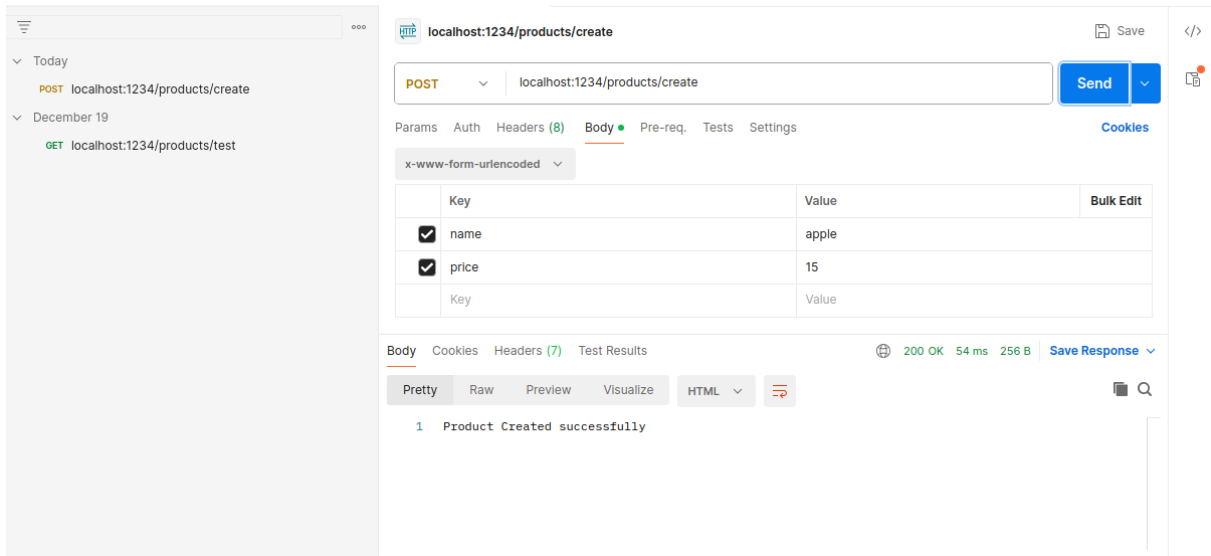 ooo
HTTP localhost:1234/products/create Save </>
Today
POST localhost:1234/products/create
December 19
GET localhost:1234/products/test
POST localhost:1234/products/create Send
Params Auth Headers (8) Body Pre-req. Tests Settings Cookies
x-www-form-urlencoded
Key Value Bulk Edit
name apple
price 15
Key Value
Body Cookies Headers (7) Test Results 200 OK 54 ms 256 B Save Response
Pretty Raw Preview Visualize HTML
1 Product Created successfully